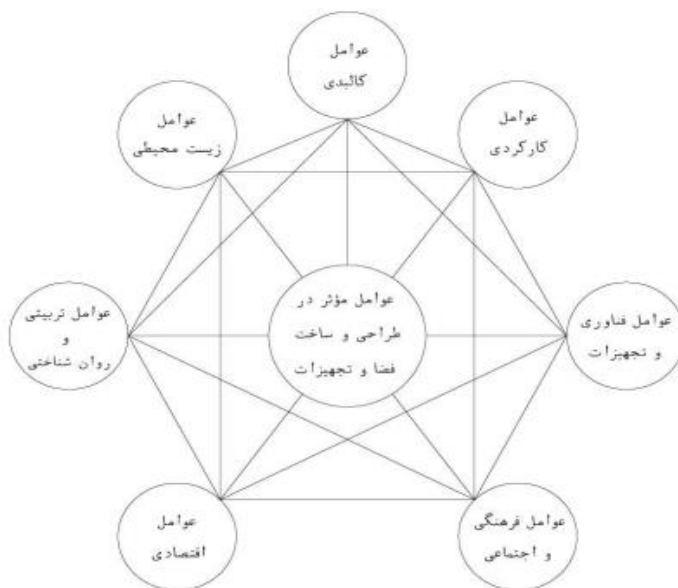 عوامل
کالبدی
عوامل
زیست محیطی
عوامل
کارکردی
عوامل مؤثر در
طراحی و ساخت
فضا و تجهیزات
عوامل تربیتی
و
روان شناختی
عوامل فناوری
و تجهیزات
عوامل
اقتصادی
عوامل فرهنگی
و اجتماعی